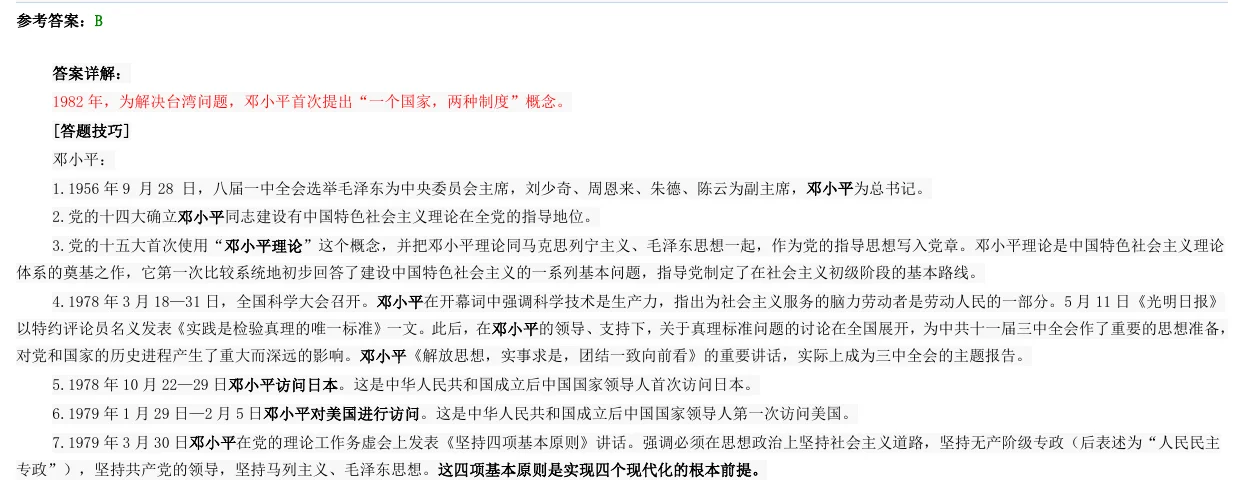 参考答案：B
答案详解：
1982 年，为解决台湾问题，邓小平首次提出“一个国家，两种制度”概念。
[答题技巧]
邓小平：
1.1956 年 9 月 28 日，八届一中全会选举毛泽东为中央委员会主席，刘少奇、周恩来、朱德、陈云为副主席，邓小平为总书记。
2.党的十四大确立邓小平同志建设有中国特色社会主义理论在全党的指导地位。
3.党的十五大首次使用“邓小平理论”这个概念，并把邓小平理论同马克思列宁主义、毛泽东思想一起，作为党的指导思想写入党章。邓小平理论是中国特色社会主义理论
体系的奠基之作，它第一次比较系统地初步回答了建设中国特色社会主义的一系列基本问题，指导党制定了在社会主义初级阶段的基本路线。
4.1978 年 3 月 18—31 日，全国科学大会召开。邓小平在开幕词中强调科学技术是生产力，指出为社会主义服务的脑力劳动者是劳动人民的一部分。5 月 11 日《光明日报》
以特约评论员名义发表《实践是检验真理的唯一标准》一文。此后，在邓小平的领导、支持下，关于真理标准问题的讨论在全国展开，为中共十一届三中全会作了重要的思想准备，
对党和国家的历史进程产生了重大而深远的影响。邓小平《解放思想，实事求是，团结一致向前看》的重要讲话，实际上成为三中全会的主题报告。
5.1978 年 10 月 22—29 日邓小平访问日本。这是中华人民共和国成立后中国国家领导人首次访问日本。
6.1979 年 1 月 29 日—2 月 5 日邓小平对美国进行访问。这是中华人民共和国成立后中国国家领导人第一次访问美国。
7.1979 年 3 月 30 日邓小平在党的理论工作务虚会上发表《坚持四项基本原则》讲话。强调必须在思想政治上坚持社会主义道路，坚持无产阶级专政（后表述为“人民民主
专政”），坚持共产党的领导，坚持马列主义、毛泽东思想。这四项基本原则是实现四个现代化的根本前提。